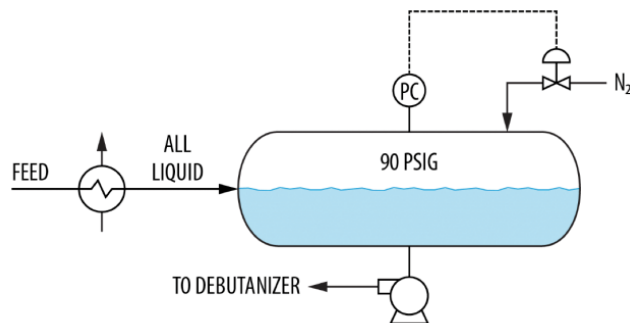 PC
N₂
ALL
LIQUID
FEED
90 PSIG
TO DEBUTANIZER